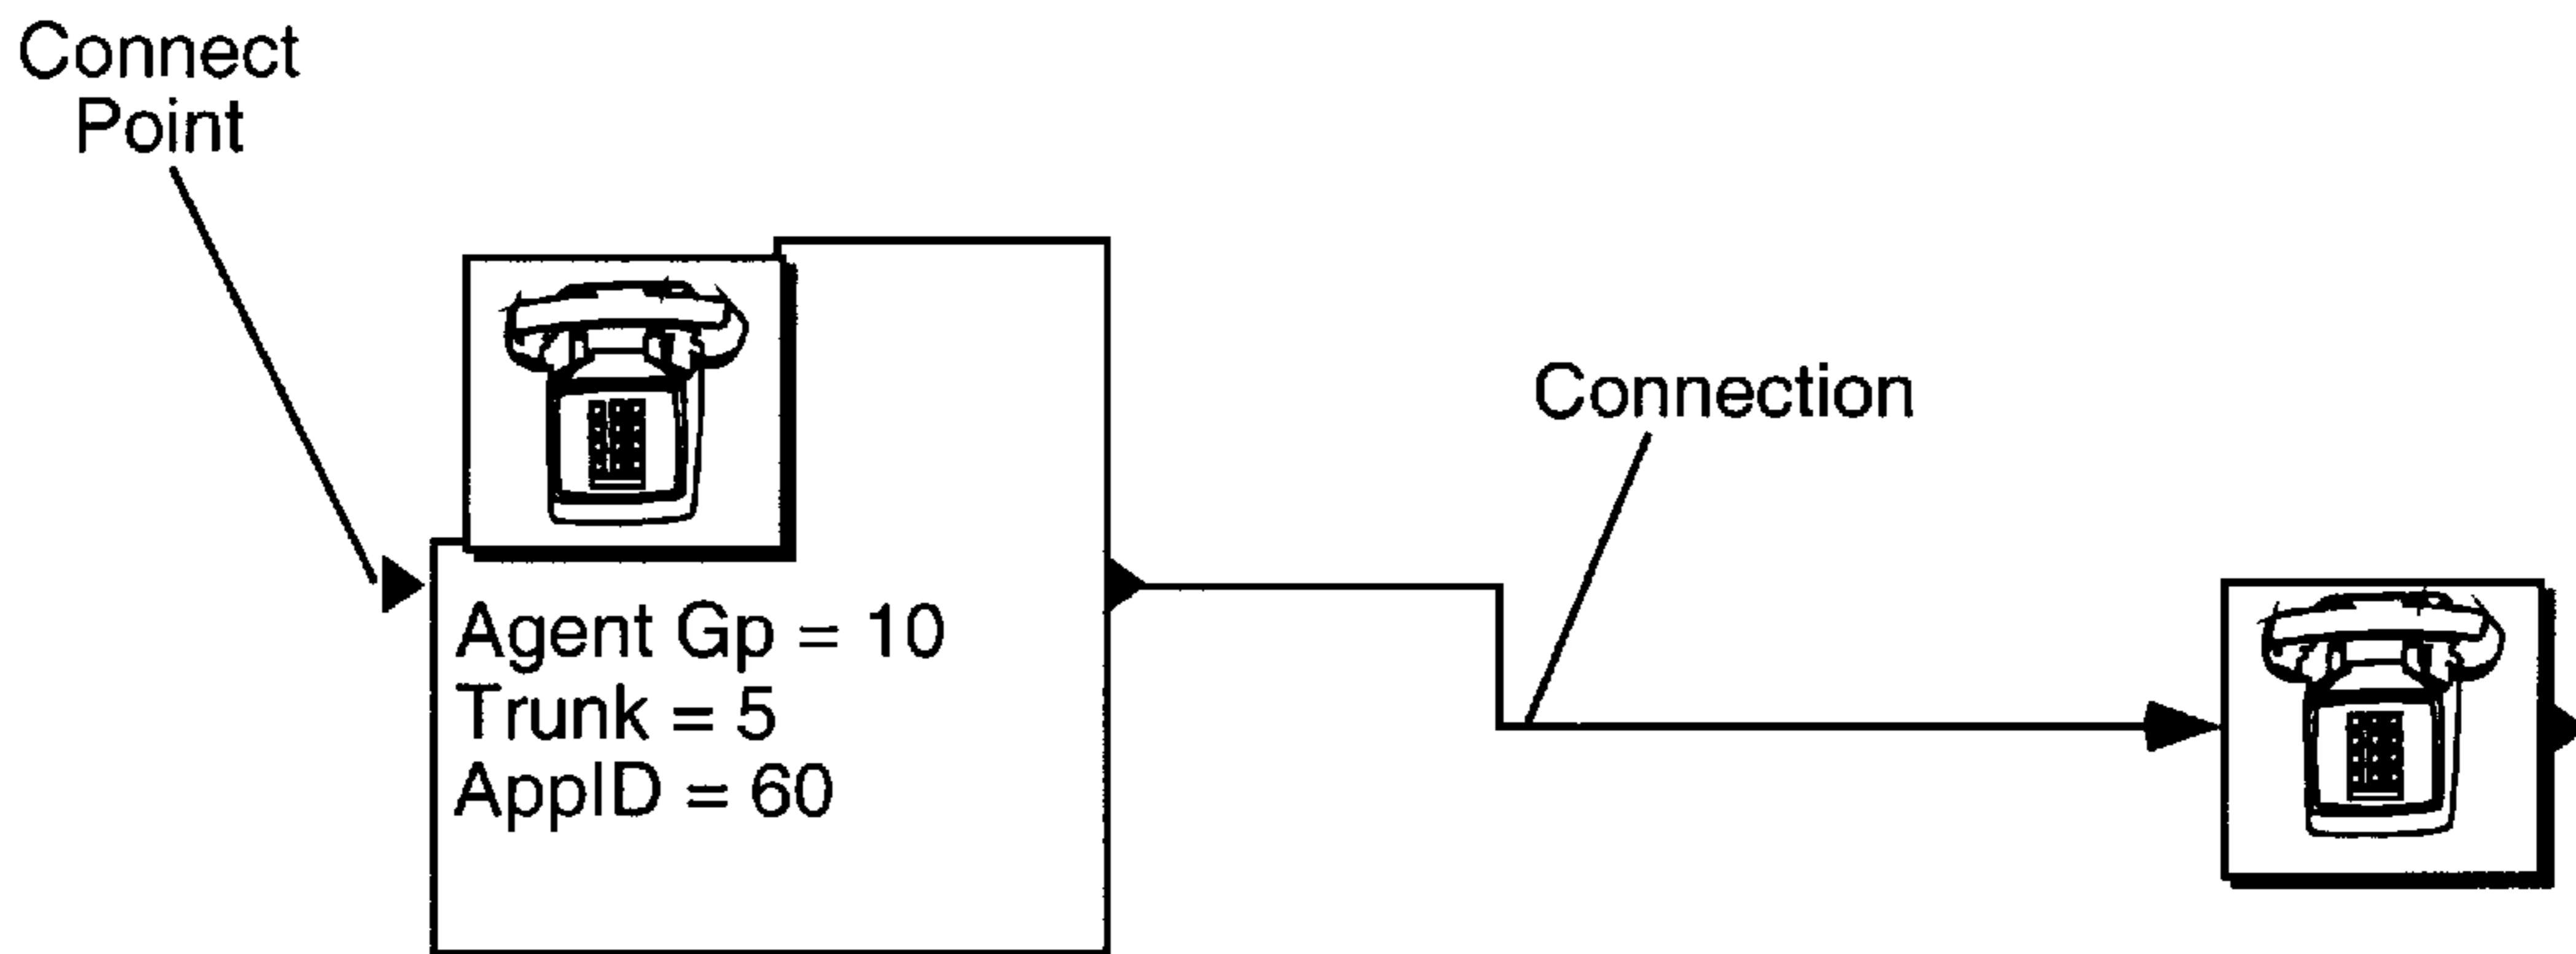 Connect
Point
Connection
Agent Gp = 10
Trunk = 5
AppID = 60